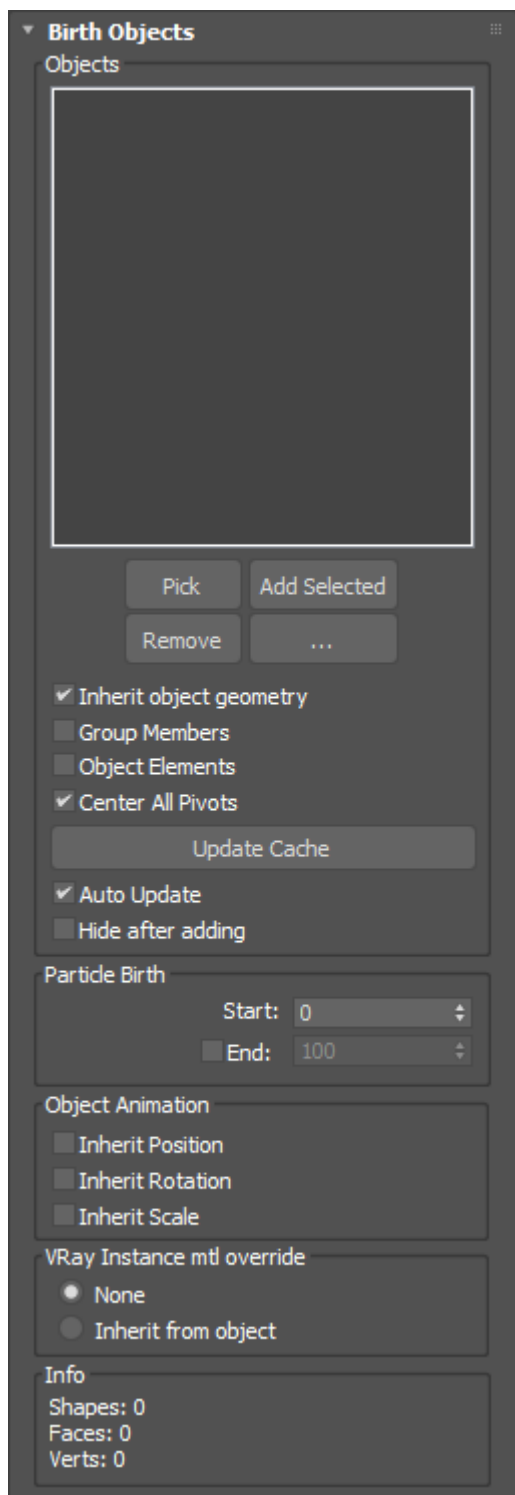 Birth Objects
Objects
Pick
Add Selected
Remove
...
Inherit object geometry
Group Members
Object Elements
Center All Pivots
Update Cache
Auto Update
Hide after adding
Particle Birth
Start: 0
End: 100
Object Animation
Inherit Position
Inherit Rotation
Inherit Scale
VRay Instance mtl override
None
Inherit from object
Info
Shapes: 0
Faces: 0
Verts: 0